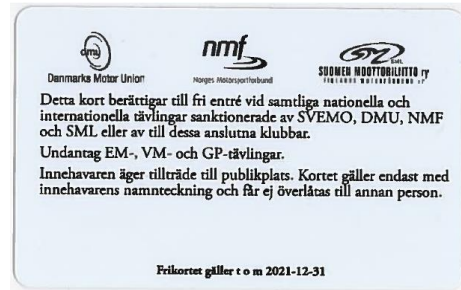 dmu
nmf
SML
Danmarks Motor Union
Norges Motorsportforbund
SUOMEN MOOTTORILIITTO ry
FINLANDS MOTORFÖRBUND rf
Detta kort berättigar till fri entré vid samtliga nationella och
internationella tävlingar sanktionerade av SVEMO, DMU, NMF
och SML eller av till dessa anslutna klubbar.
Undantag EM-, VM- och GP-tävlingar.
Innehavaren äger tillträde till publikplats. Kortet gäller endast med
innehavarens namnteckning och får ej överlåtas till annan person.
Frikortet gäller t o m 2021-12-31